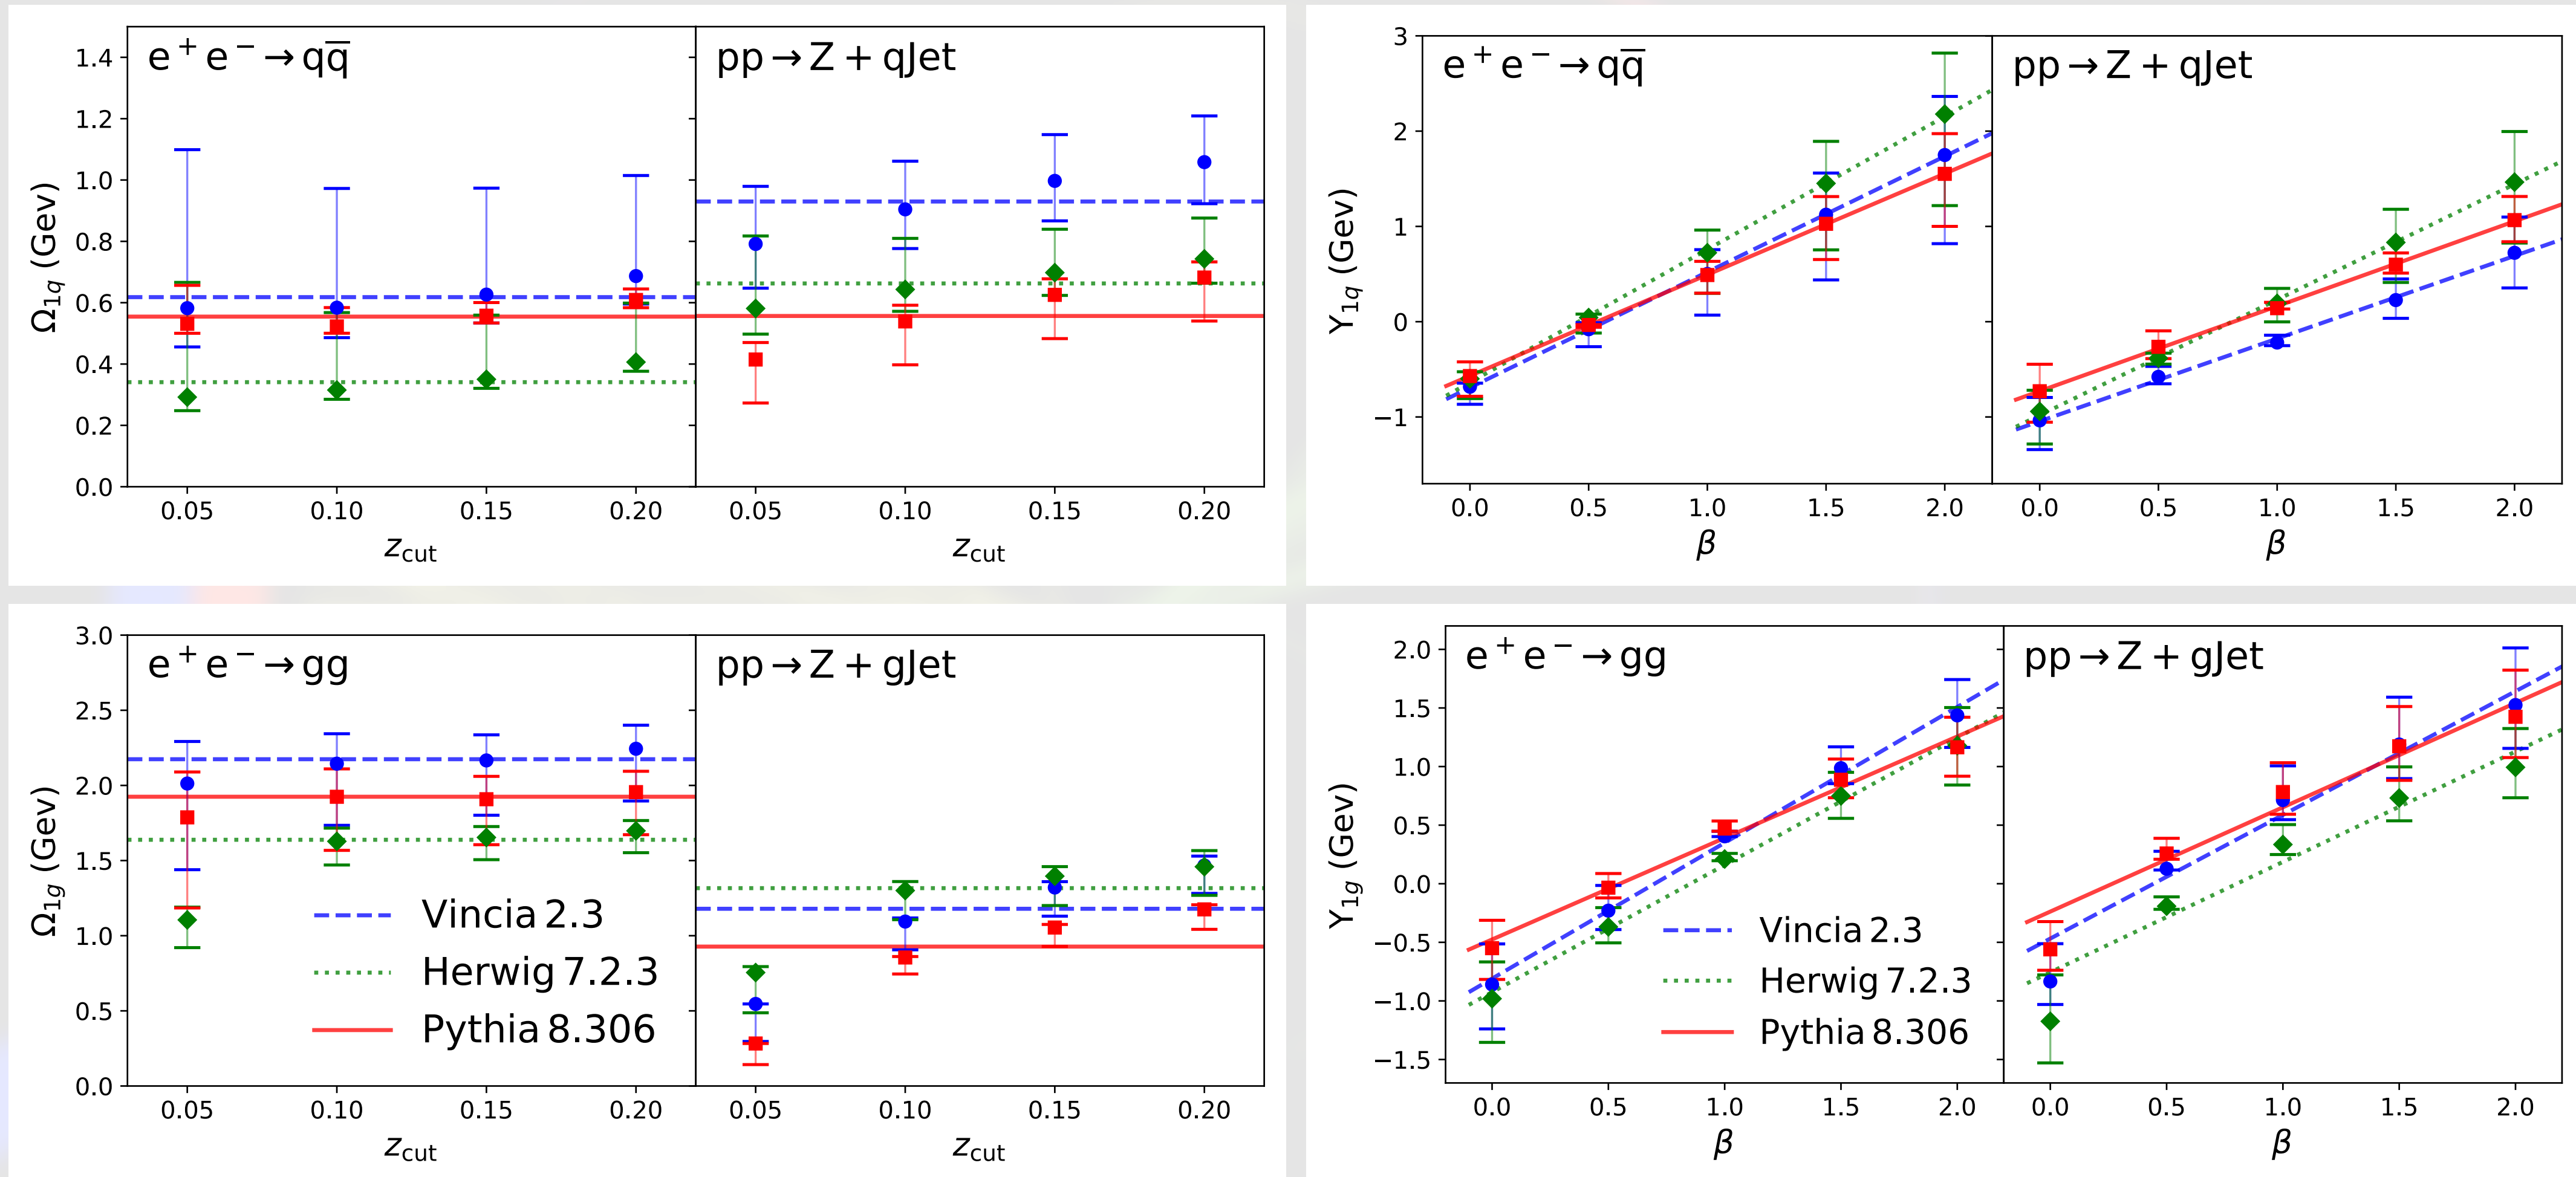 e⁺e⁻→qq̅
pp→Z+qJet
1.4
1.2
1.0
0.8
0.6
0.4
0.2
0.0
Ω₁q (Gev)
0.05 0.10 0.15 0.20 0.05 0.10 0.15 0.20
z_cut z_cut
e⁺e⁻→qq̅
pp→Z+qJet
3
2
1
0
−1
Υ₁q (Gev)
0.0 0.5 1.0 1.5 2.0 0.0 0.5 1.0 1.5 2.0
β β
e⁺e⁻→gg
pp→Z+gJet
3.0
2.5
2.0
1.5
1.0
0.5
0.0
Ω₁g (Gev)
Vincia 2.3
Herwig 7.2.3
Pythia 8.306
0.05 0.10 0.15 0.20 0.05 0.10 0.15 0.20
z_cut z_cut
e⁺e⁻→gg
pp→Z+gJet
2.0
1.5
1.0
0.5
0.0
−0.5
−1.0
−1.5
Υ₁g (Gev)
Vincia 2.3
Herwig 7.2.3
Pythia 8.306
0.0 0.5 1.0 1.5 2.0 0.0 0.5 1.0 1.5 2.0
β β